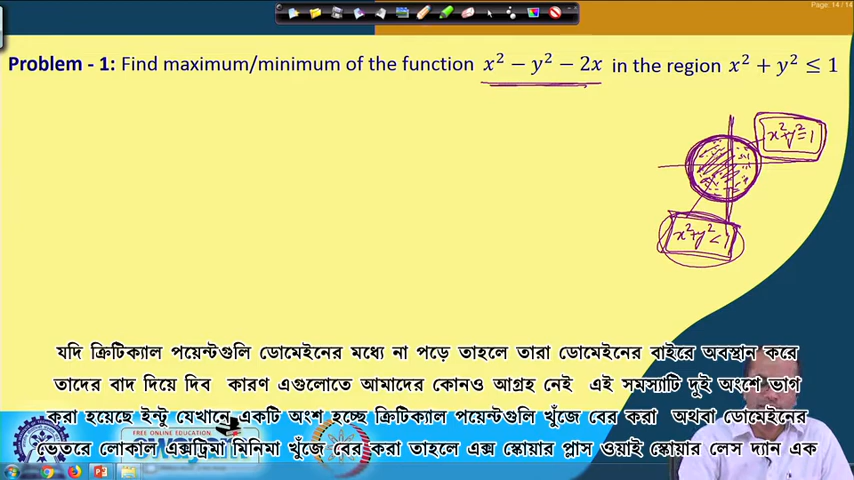 Page: 14 / 14
Problem - 1: Find maximum/minimum of the function x² − y² − 2x in the region x² + y² ≤ 1
x²+y²=1
x²+y²<1
যদি ক্রিটিক্যাল পয়েন্টগুলি ডোমেইনের মধ্যে না পড়ে তাহলে তারা ডোমেইনের বাইরে অবস্থান করে
তাদের বাদ দিয়ে দিব কারণ এগুলোতে আমাদের কোনও আগ্রহ নেই এই সমস্যাটি দুই অংশে ভাগ
করা হয়েছে ইন্টু যেখানে একটি অংশ হচ্ছে ক্রিটিক্যাল পয়েন্টগুলি খুঁজে বের করা অথবা ডোমেইনের
FREE ONLINE EDUCATION
ভেতরে লোকাল এক্সট্রিমা মিনিমা খুঁজে বের করা তাহলে এক্স স্কোয়ার প্লাস ওয়াই স্কোয়ার লেস দ্যান এক